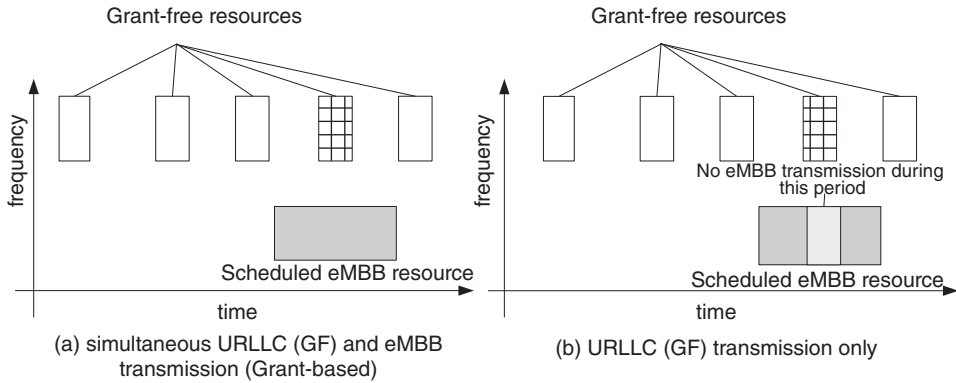 Grant-free resources
frequency
Scheduled eMBB resource
time
(a) simultaneous URLLC (GF) and eMBB
transmission (Grant-based)
Grant-free resources
frequency
No eMBB transmission during
this period
Scheduled eMBB resource
time
(b) URLLC (GF) transmission only